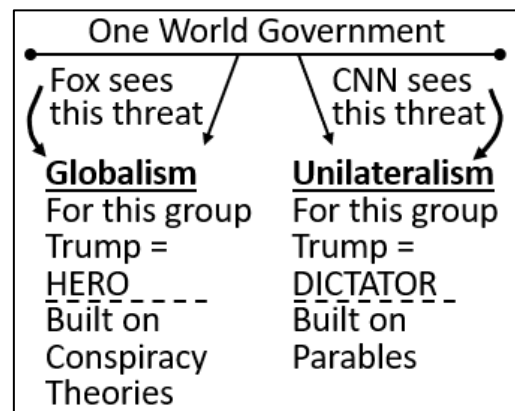 One World Government
Fox sees
this threat
CNN sees
this threat
Globalism
For this group
Trump =
HERO
Built on
Conspiracy
Theories
Unilateralism
For this group
Trump =
DICTATOR
Built on
Parables